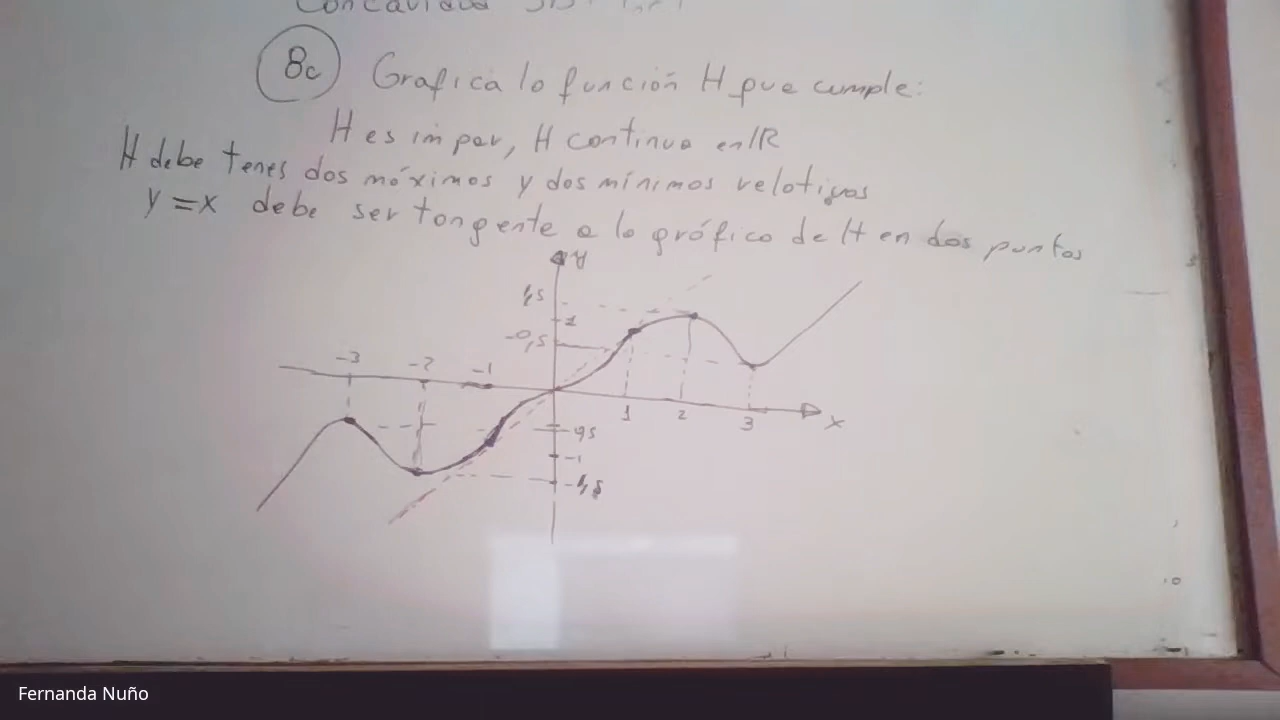 Concavidad
8c Grafica la función H que cumple:
H es impar, H continua en IR
H debe tener dos máximos y dos mínimos relativos
y = x debe ser tangente a la gráfica de H en dos puntos
y
1,5
1
0,5
-3 -2 -1
1 2 3 x
-0,5
-1
-1,5
Fernanda Nuño